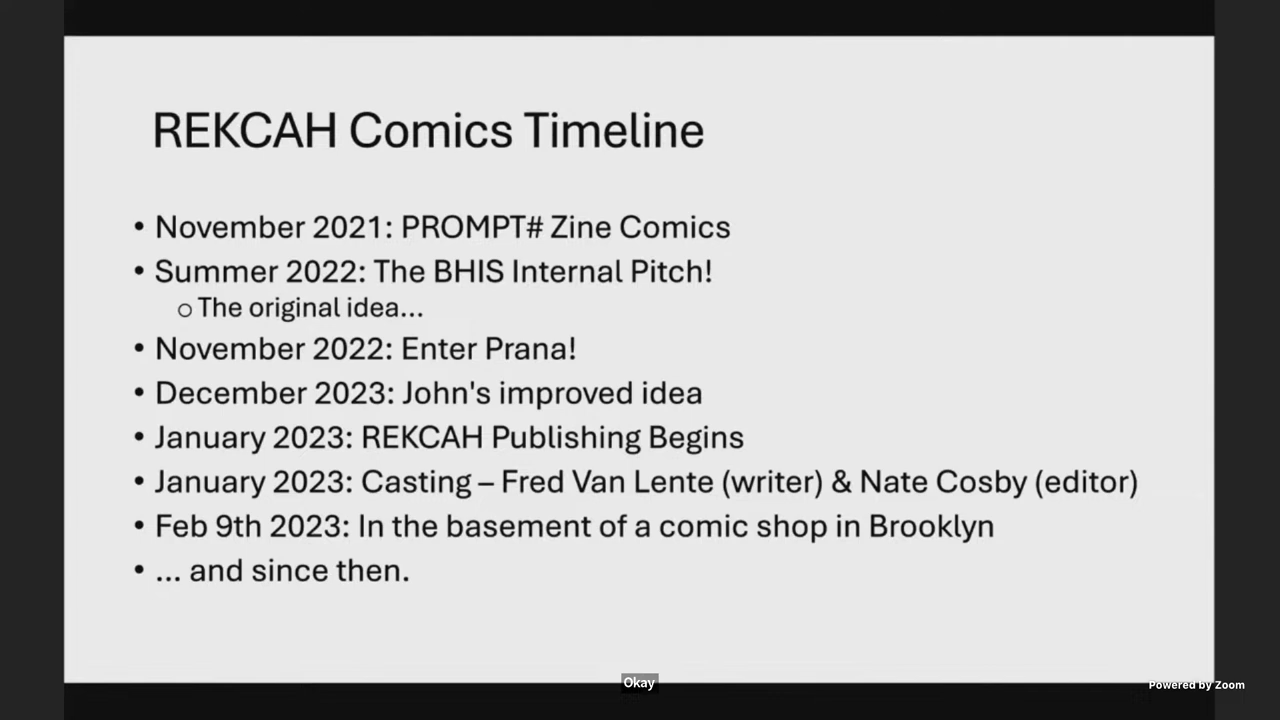 REKCAH Comics Timeline
• November 2021: PROMPT# Zine Comics
• Summer 2022: The BHIS Internal Pitch!
o The original idea...
• November 2022: Enter Prana!
• December 2023: John's improved idea
• January 2023: REKCAH Publishing Begins
• January 2023: Casting – Fred Van Lente (writer) & Nate Cosby (editor)
• Feb 9th 2023: In the basement of a comic shop in Brooklyn
• ... and since then.
Okay
Powered by Zoom